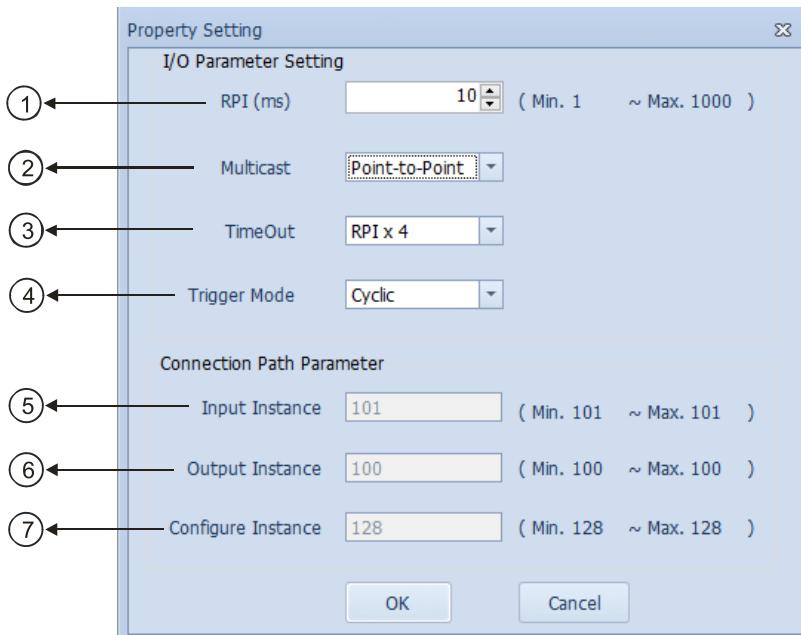 Property Setting
I/O Parameter Setting
1 RPI (ms) 10 ( Min. 1 ~ Max. 1000 )
2 Multicast Point-to-Point
3 TimeOut RPI x 4
4 Trigger Mode Cyclic
Connection Path Parameter
5 Input Instance 101 ( Min. 101 ~ Max. 101 )
6 Output Instance 100 ( Min. 100 ~ Max. 100 )
7 Configure Instance 128 ( Min. 128 ~ Max. 128 )
OK Cancel